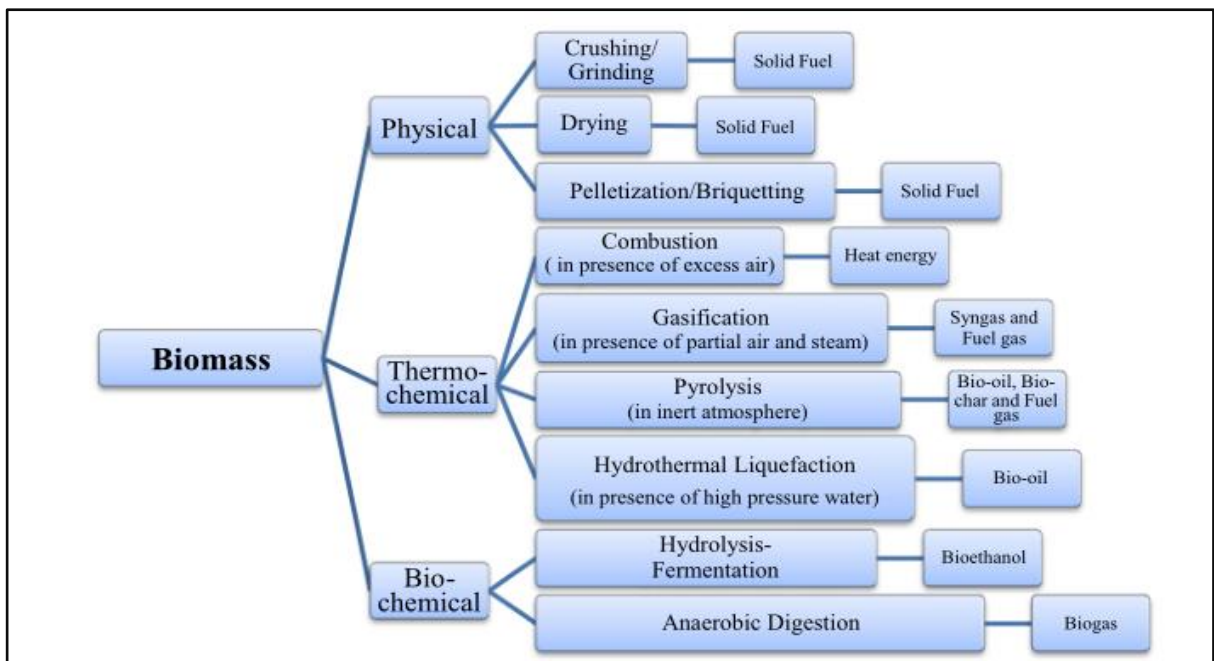 Biomass
Physical
Crushing/
Grinding
Solid Fuel
Drying
Solid Fuel
Pelletization/Briquetting
Solid Fuel
Thermo-
chemical
Combustion
( in presence of excess air)
Heat energy
Gasification
(in presence of partial air and steam)
Syngas and
Fuel gas
Pyrolysis
(in inert atmosphere)
Bio-oil, Bio-
char and Fuel
gas
Hydrothermal Liquefaction
(in presence of high pressure water)
Bio-oil
Bio-
chemical
Hydrolysis-
Fermentation
Bioethanol
Anaerobic Digestion
Biogas